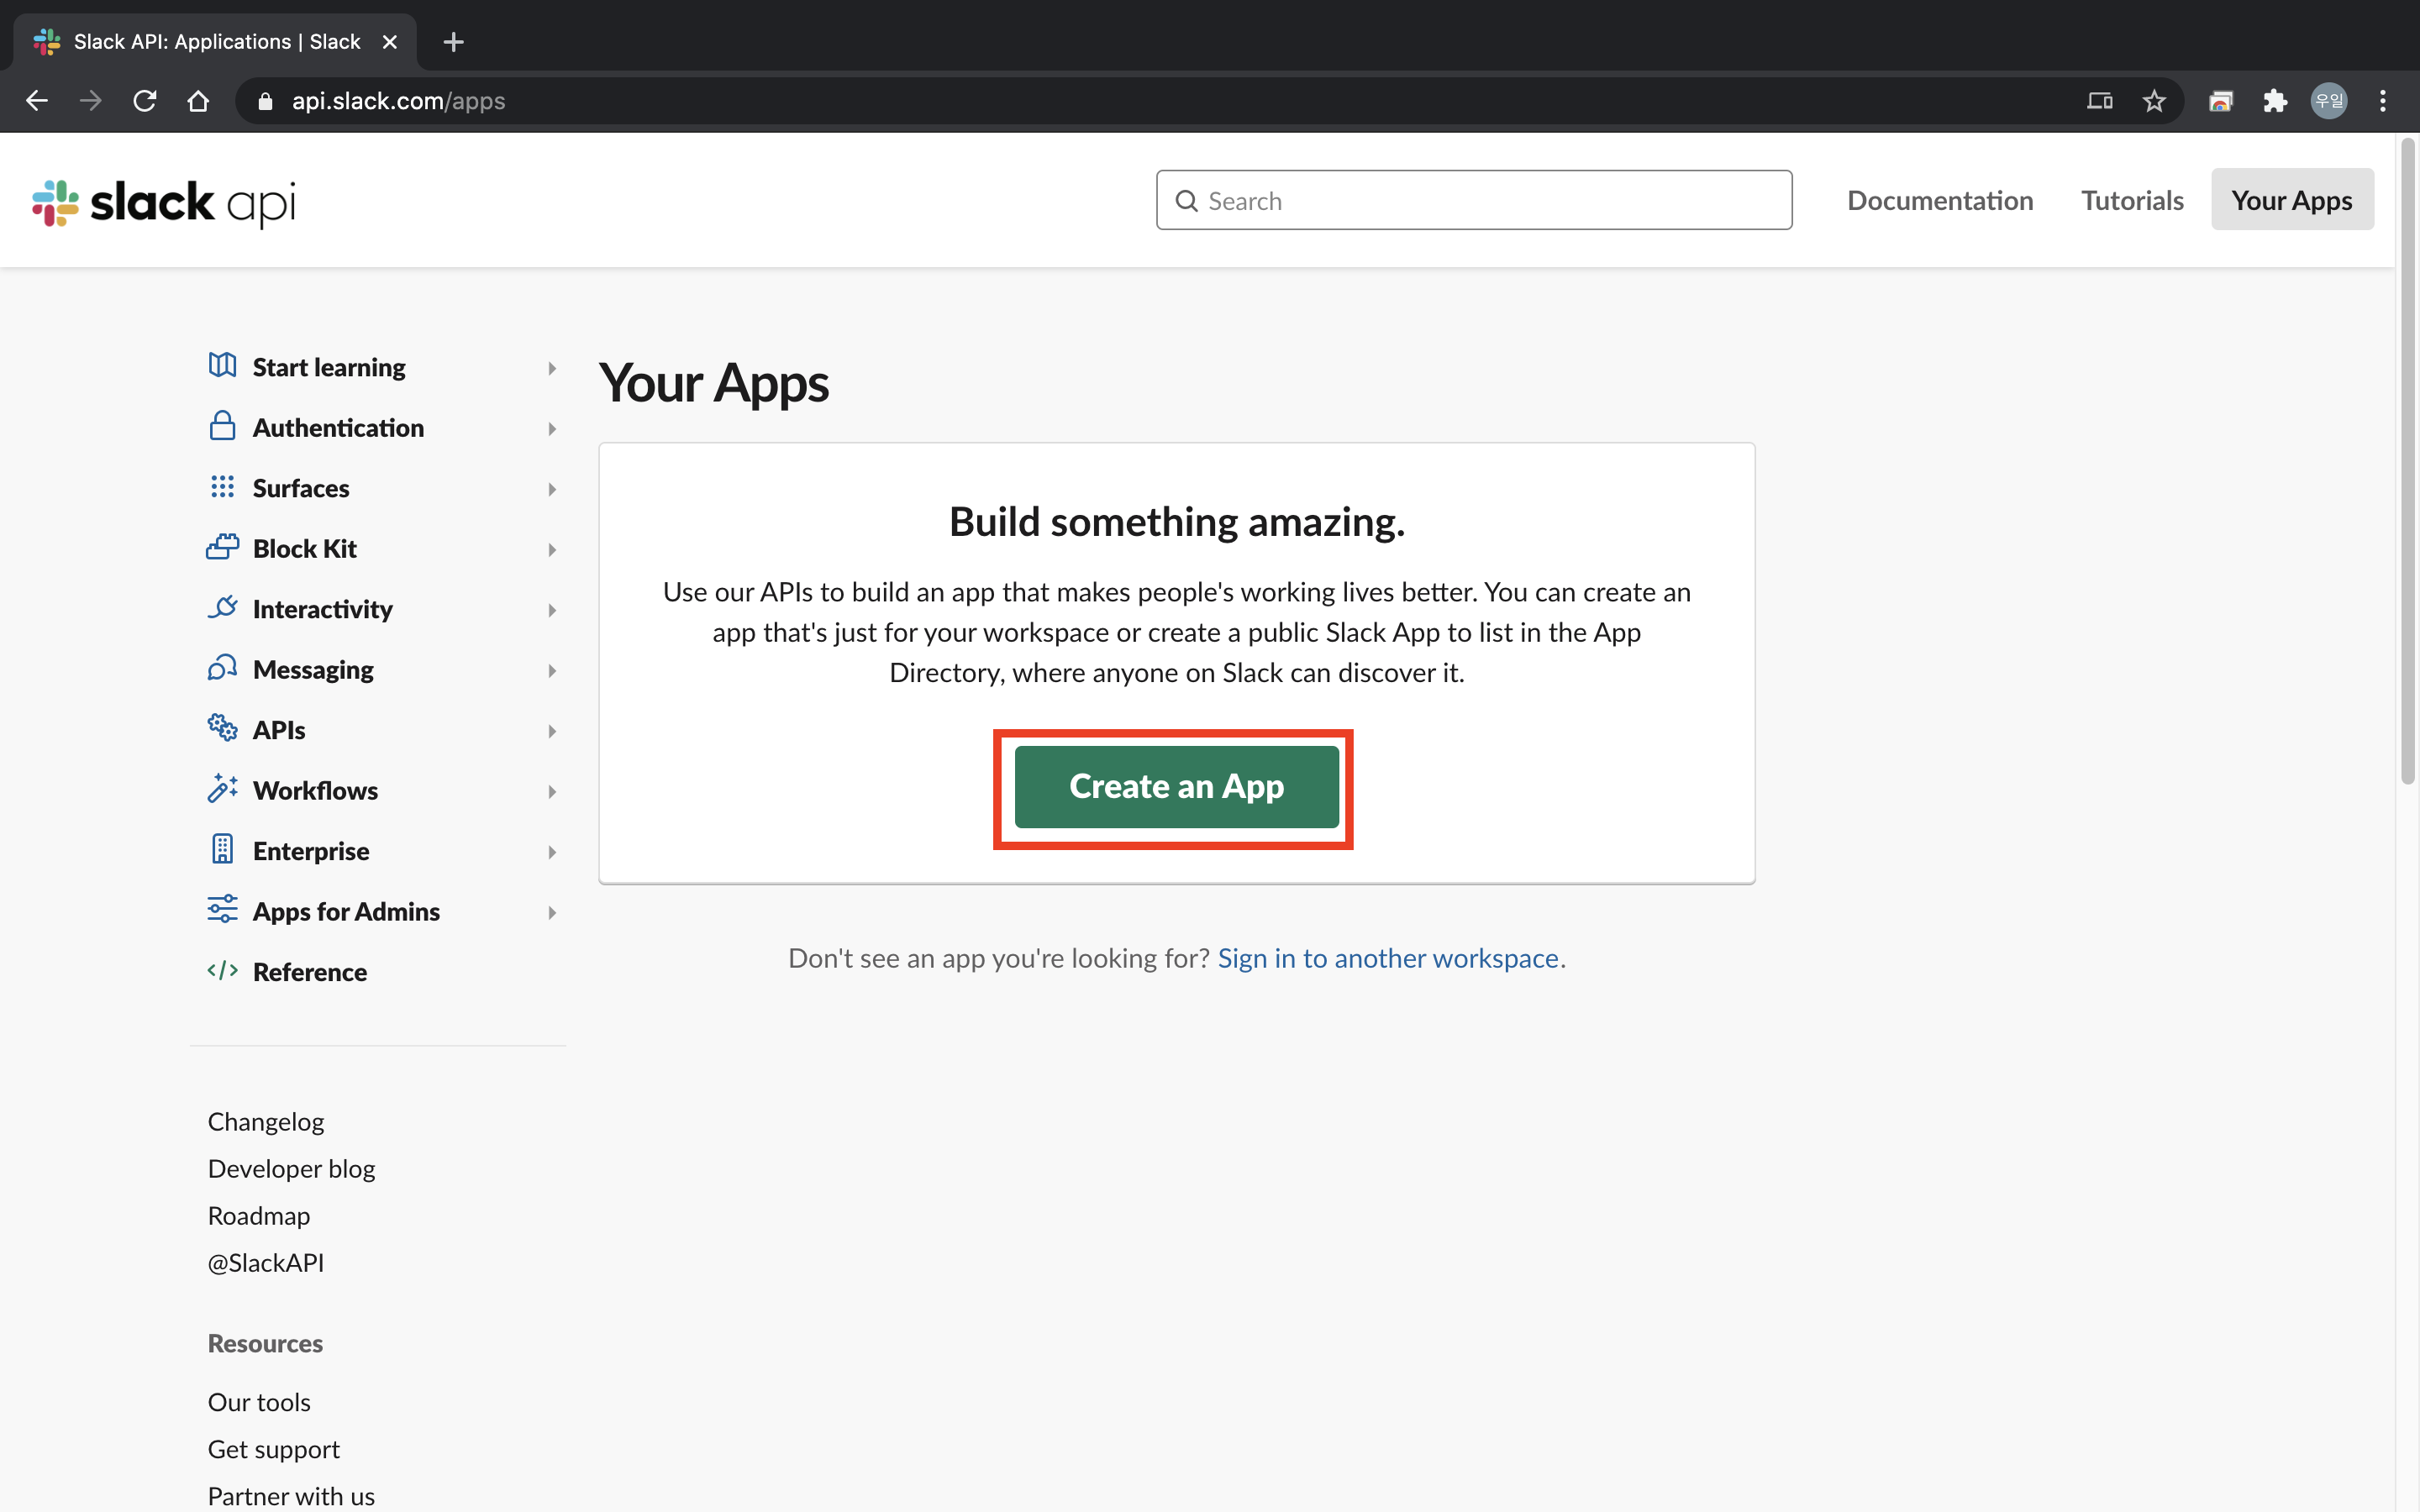 Slack API: Applications | Slack
api.slack.com/apps
우일
slack api
Search
Documentation
Tutorials
Your Apps
Start learning
Authentication
Surfaces
Block Kit
Interactivity
Messaging
APIs
Workflows
Enterprise
Apps for Admins
Reference
Changelog
Developer blog
Roadmap
@SlackAPI
Resources
Our tools
Get support
Partner with us
Your Apps
Build something amazing.
Use our APIs to build an app that makes people's working lives better. You can create an
app that's just for your workspace or create a public Slack App to list in the App
Directory, where anyone on Slack can discover it.
Create an App
Don't see an app you're looking for? Sign in to another workspace.